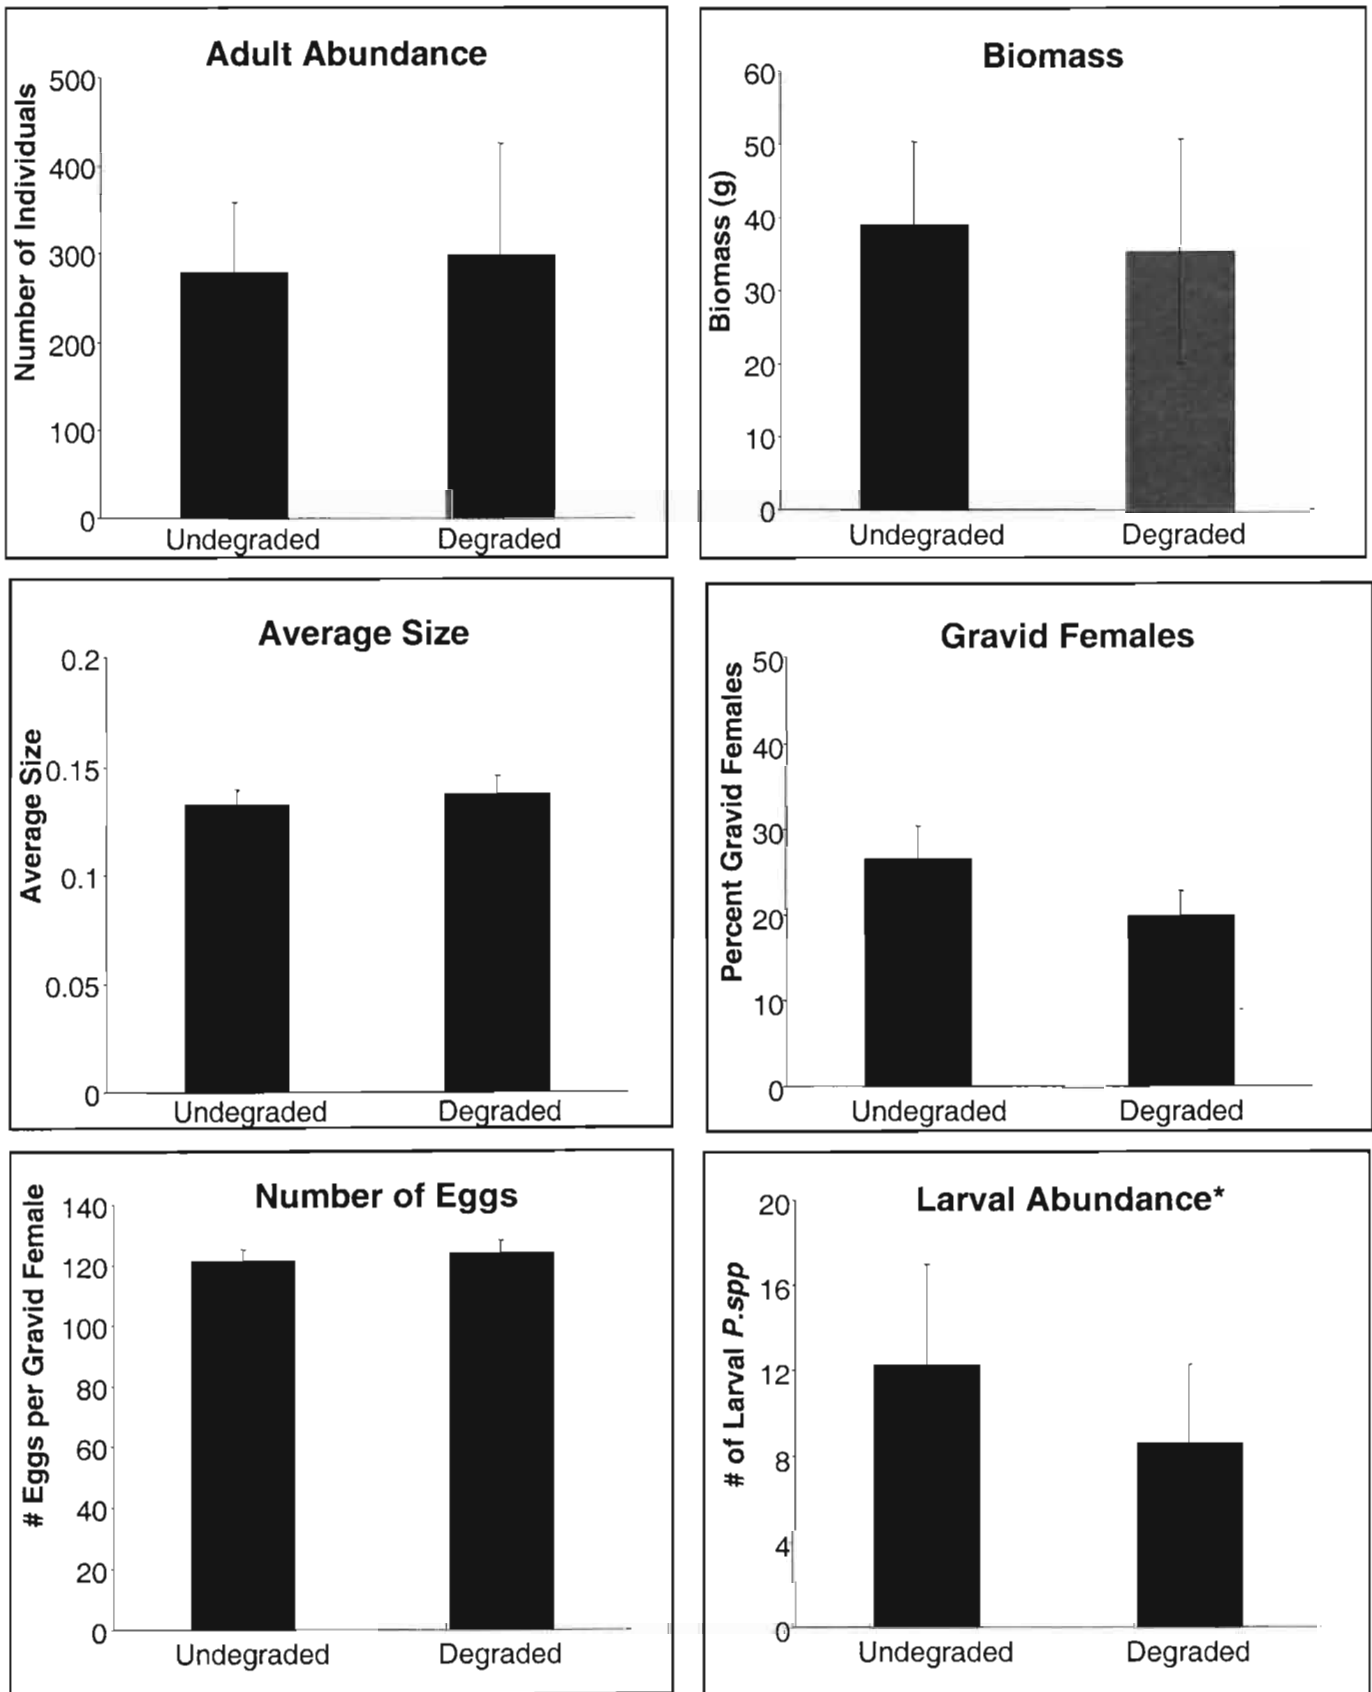 Adult Abundance
Number of Individuals
500
400
300
200
100
0
Undegraded Degraded
Biomass
Biomass (g)
60
50
40
30
20
10
0
Undegraded Degraded
Average Size
Average Size
0.2
0.15
0.1
0.05
0
Undegraded Degraded
Gravid Females
Percent Gravid Females
50
40
30
20
10
0
Undegraded Degraded
Number of Eggs
# Eggs per Gravid Female
140
120
100
80
60
40
20
0
Undegraded Degraded
Larval Abundance*
# of Larval P.spp
20
16
12
8
4
0
Undegraded Degraded